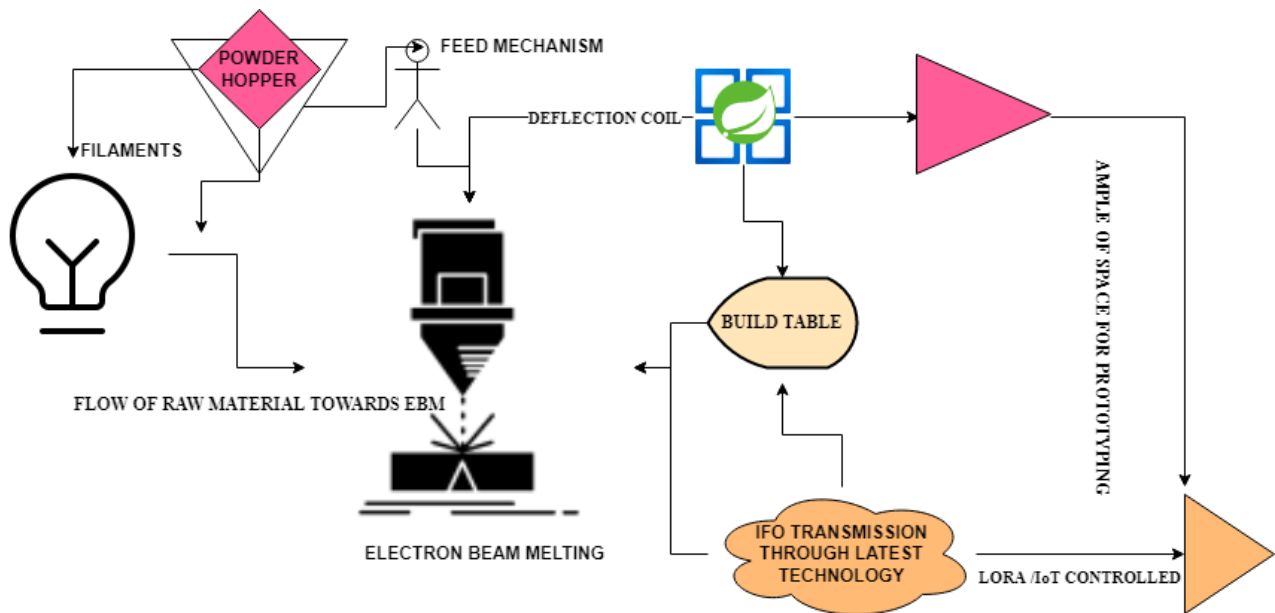 POWDER
HOPPER
FEED MECHANISM
FILAMENTS
DEFLECTION COIL
AMPLE OF SPACE FOR PROTOTYPING
BUILD TABLE
FLOW OF RAW MATERIAL TOWARDS EBM
ELECTRON BEAM MELTING
IFO TRANSMISSION
THROUGH LATEST
TECHNOLOGY
LORA /IoT CONTROLLED